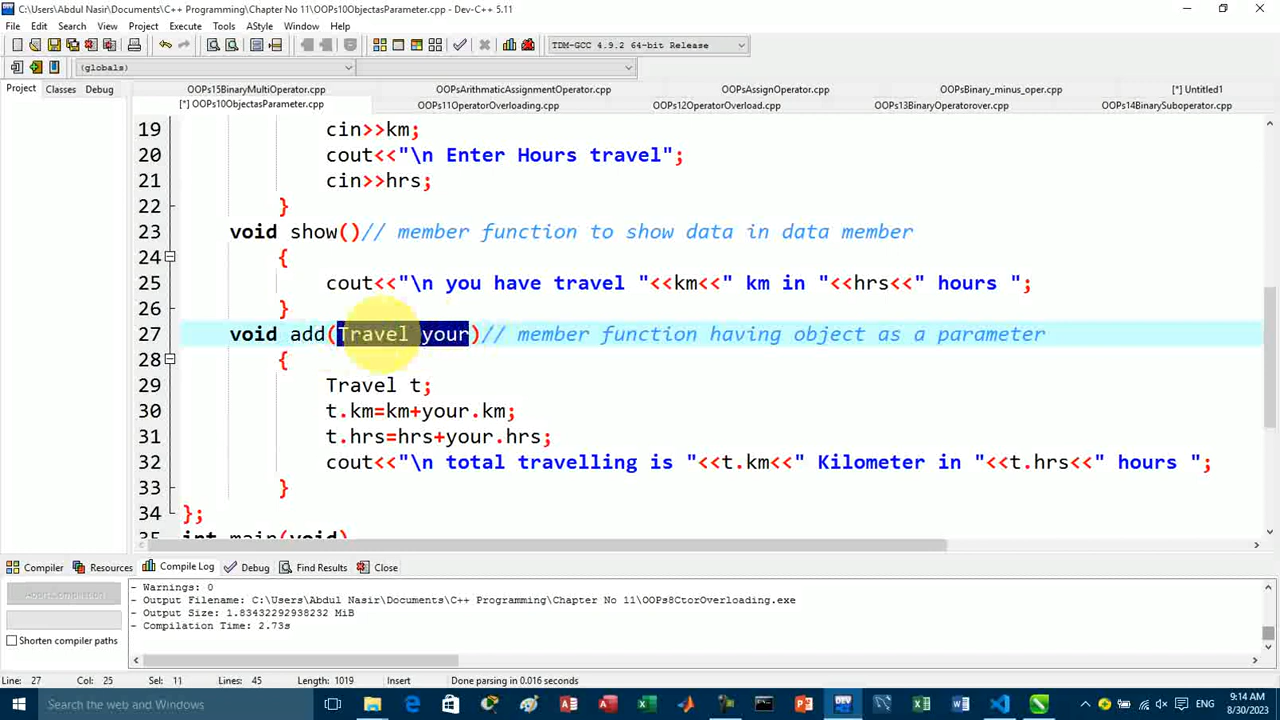 C:\Users\Abdul Nasir\Documents\C++ Programming\Chapter No 11\OOPs10ObjectasParameter.cpp - Dev-C++ 5.11
File Edit Search View Project Execute Tools AStyle Window Help
TDM-GCC 4.9.2 64-bit Release
(globals)
Project Classes Debug
OOPs15BinaryMultiOperator.cpp OOPsArithmaticAssignmentOperator.cpp OOPsAssignOperator.cpp OOPsBinary_minus_oper.cpp [*] Untitled1
[*] OOPs10ObjectasParameter.cpp OOPs11OperatorOverloading.cpp OOPs12OperatorOverload.cpp OOPs13BinaryOperatorover.cpp OOPs14BinarySuboperator.cpp
19 cin>>km;
20 cout<<"\n Enter Hours travel";
21 cin>>hrs;
22 }
23 void show()// member function to show data in data member
24 {
25 cout<<"\n you have travel "<<km<<" km in "<<hrs<<" hours ";
26 }
27 void add(Travel your)// member function having object as a parameter
28 {
29 Travel t;
30 t.km=km+your.km;
31 t.hrs=hrs+your.hrs;
32 cout<<"\n total travelling is "<<t.km<<" Kilometer in "<<t.hrs<<" hours ";
33 }
34 };
35 int main(void)
Compiler Resources Compile Log Debug Find Results Close
Abort Compilation
Shorten compiler paths
- Warnings: 0
- Output Filename: C:\Users\Abdul Nasir\Documents\C++ Programming\Chapter No 11\OOPs8CtorOverloading.exe
- Output Size: 1.83432292938232 MiB
- Compilation Time: 2.73s
Line: 27 Col: 25 Sel: 11 Lines: 45 Length: 1019 Insert Done parsing in 0.016 seconds
Search the web and Windows
ENG
9:14 AM
8/30/2023